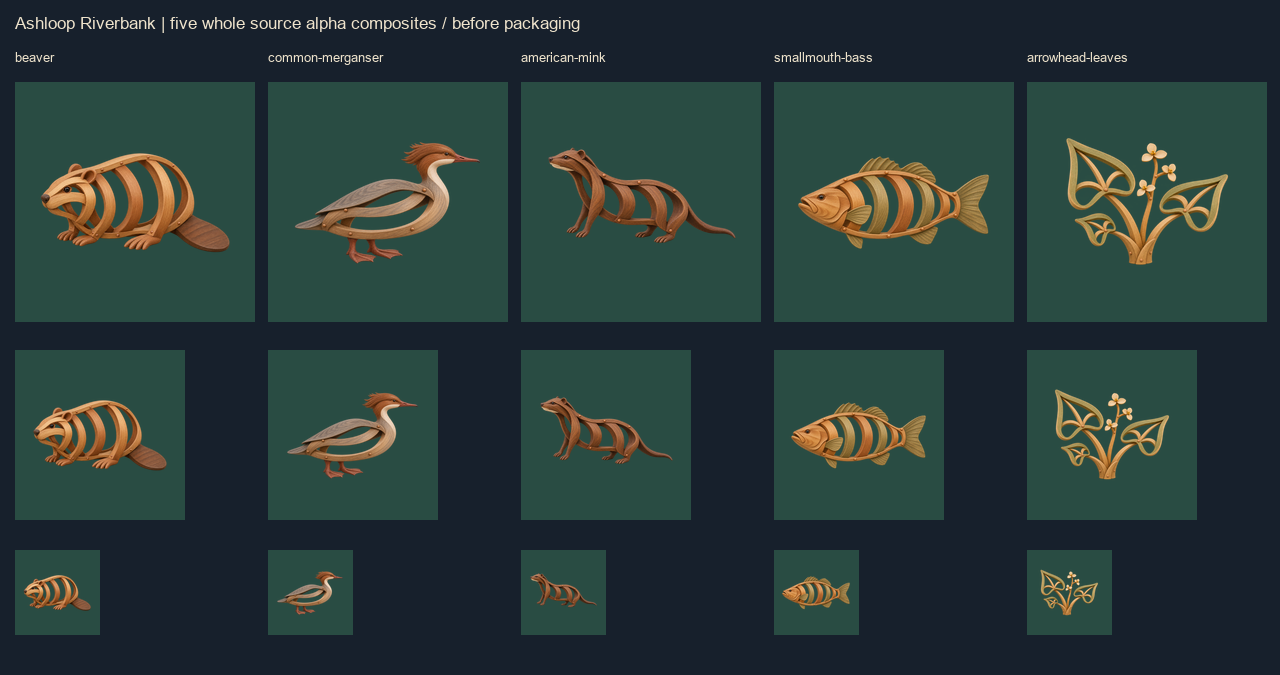 Ashloop Riverbank | five whole source alpha composites / before packaging
beaver
common-merganser
american-mink
smallmouth-bass
arrowhead-leaves